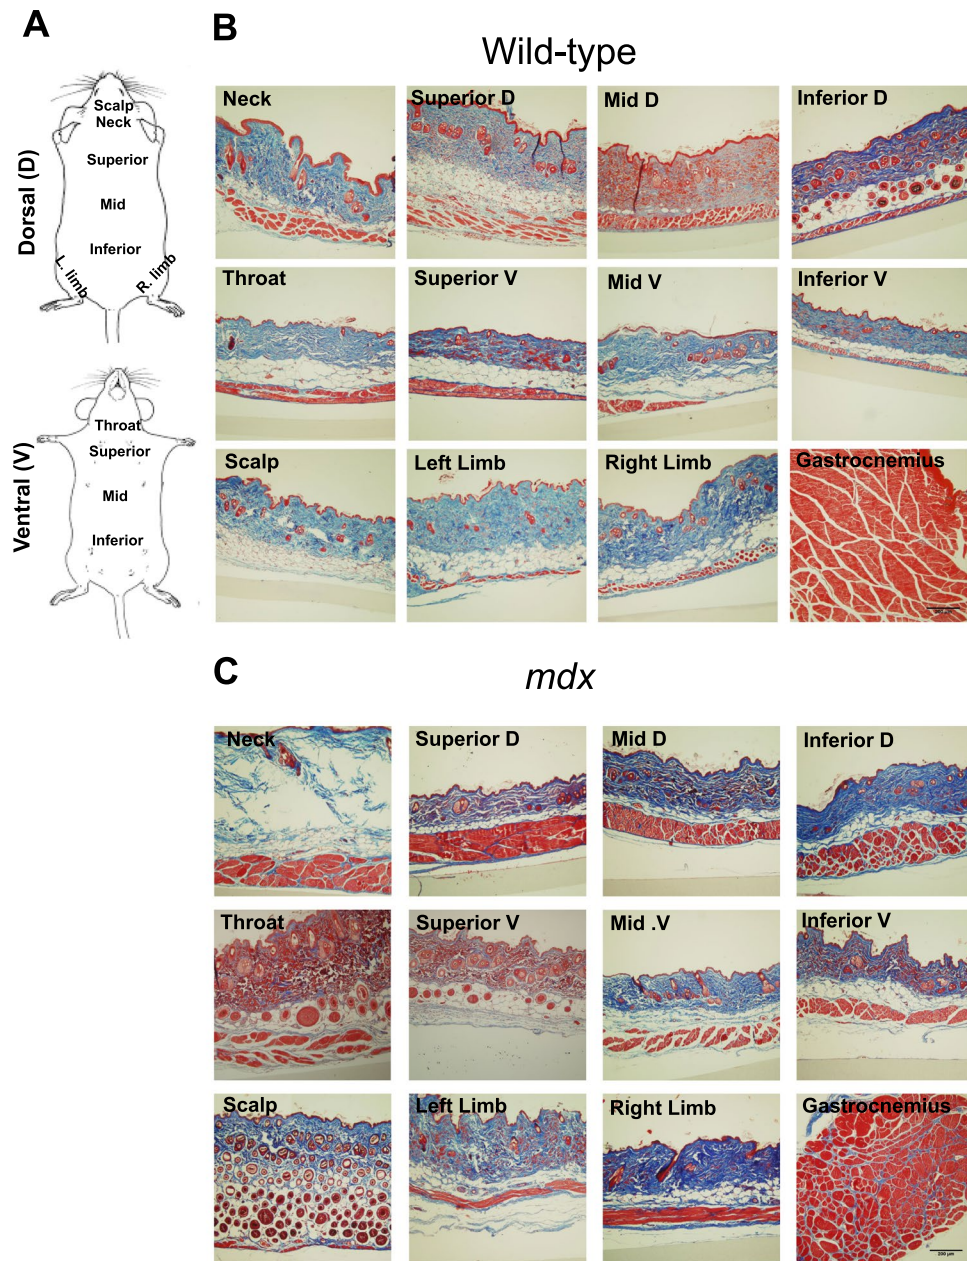 A
Scalp
Neck
Superior
Mid
Inferior
L. limb
R. limb
Dorsal (D)
Throat
Superior
Mid
Inferior
Ventral (V)
B
Wild-type
Neck
Superior D
Mid D
Inferior D
Throat
Superior V
Mid V
Inferior V
Scalp
Left Limb
Right Limb
Gastrocnemius
C
mdx
Neck
Superior D
Mid D
Inferior D
Throat
Superior V
Mid .V
Inferior V
Scalp
Left Limb
Right Limb
Gastrocnemius
200 µm